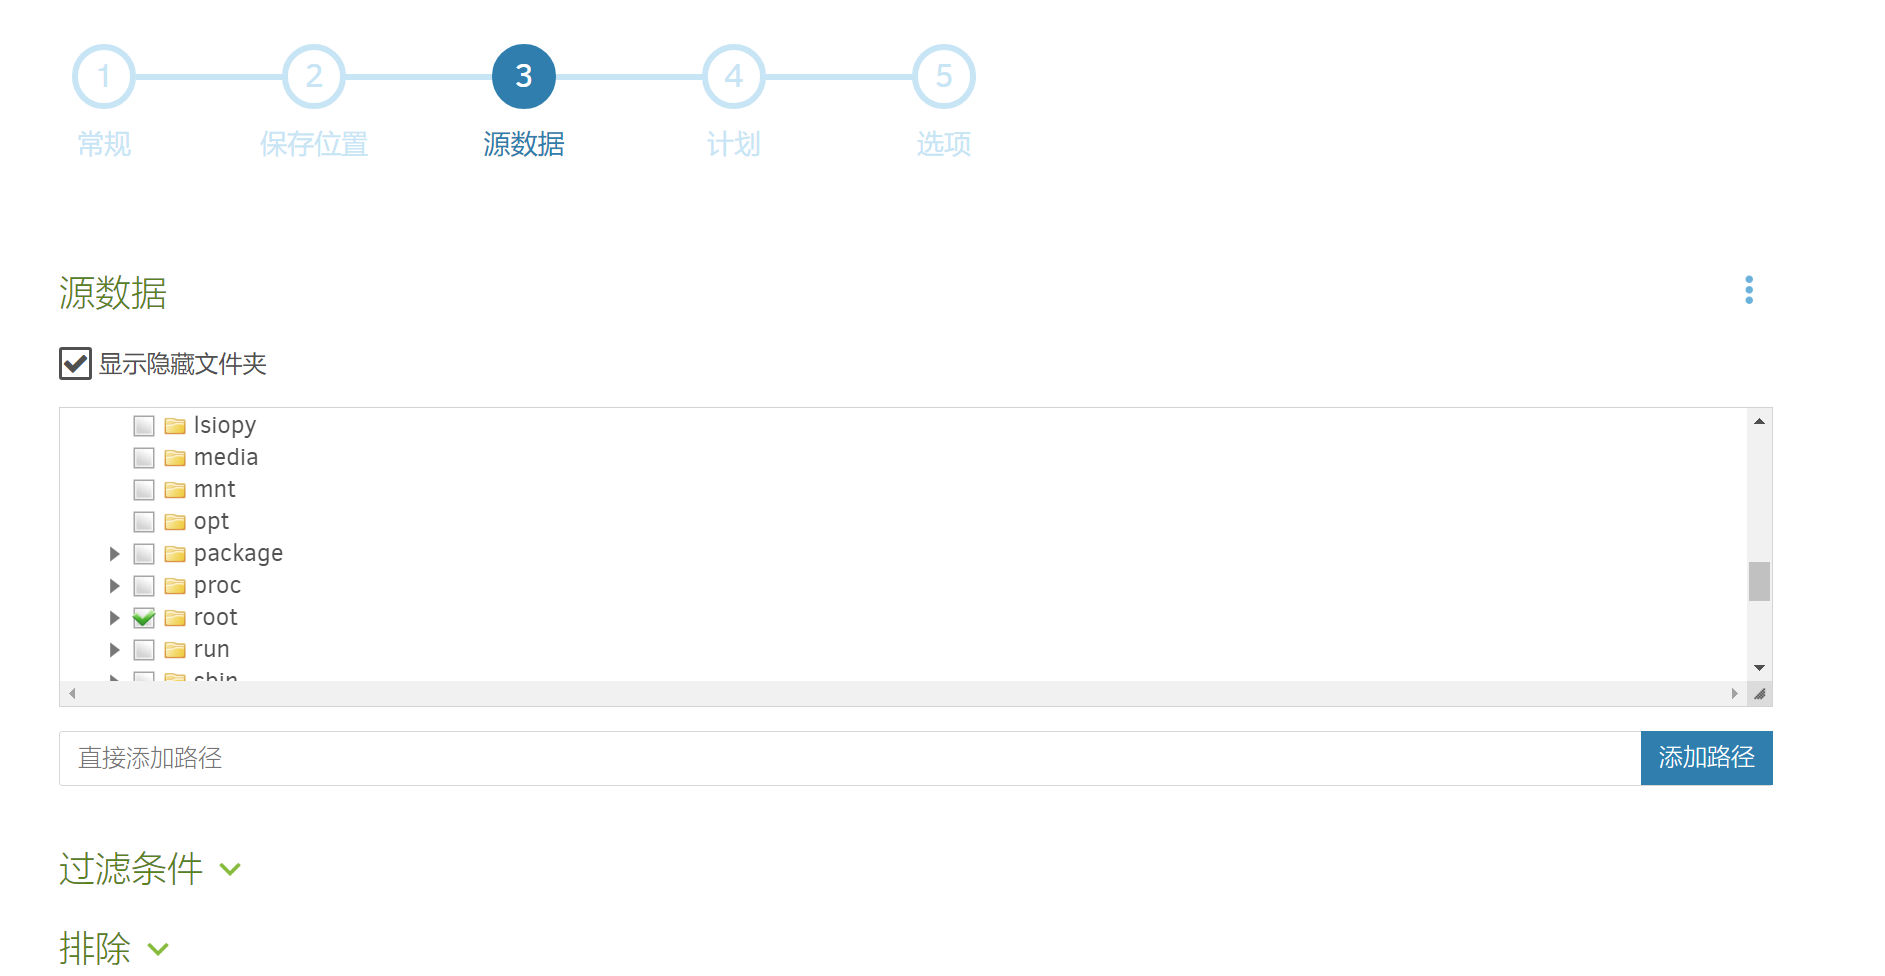 1 2 3 4 5
常规 保存位置 源数据 计划 选项
源数据
显示隐藏文件夹
lsiopy
media
mnt
opt
package
proc
root
run
sbin
直接添加路径 添加路径
过滤条件
排除